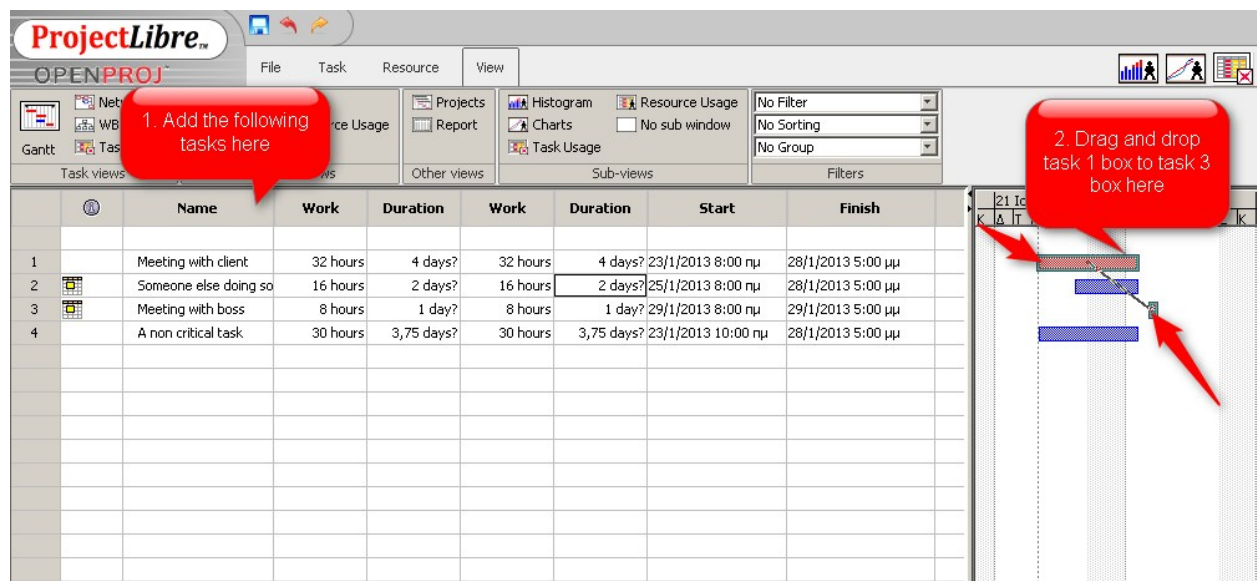 ProjectLibre™
OPENPROJ
File Task Resource View
Projects Histogram Resource Usage No Filter
WB Report Charts No sub window No Sorting
Gantt Task Usage No Group
Task views Other views Sub-views Filters
1. Add the following
tasks here
2. Drag and drop
task 1 box to task 3
box here
Name Work Duration Work Duration Start Finish
1 Meeting with client 32 hours 4 days? 32 hours 4 days? 23/1/2013 8:00 πμ 28/1/2013 5:00 μμ
2 Someone else doing so 16 hours 2 days? 16 hours 2 days? 25/1/2013 8:00 πμ 28/1/2013 5:00 μμ
3 Meeting with boss 8 hours 1 day? 8 hours 1 day? 29/1/2013 8:00 πμ 29/1/2013 5:00 μμ
4 A non critical task 30 hours 3,75 days? 30 hours 3,75 days? 23/1/2013 10:00 πμ 28/1/2013 5:00 μμ